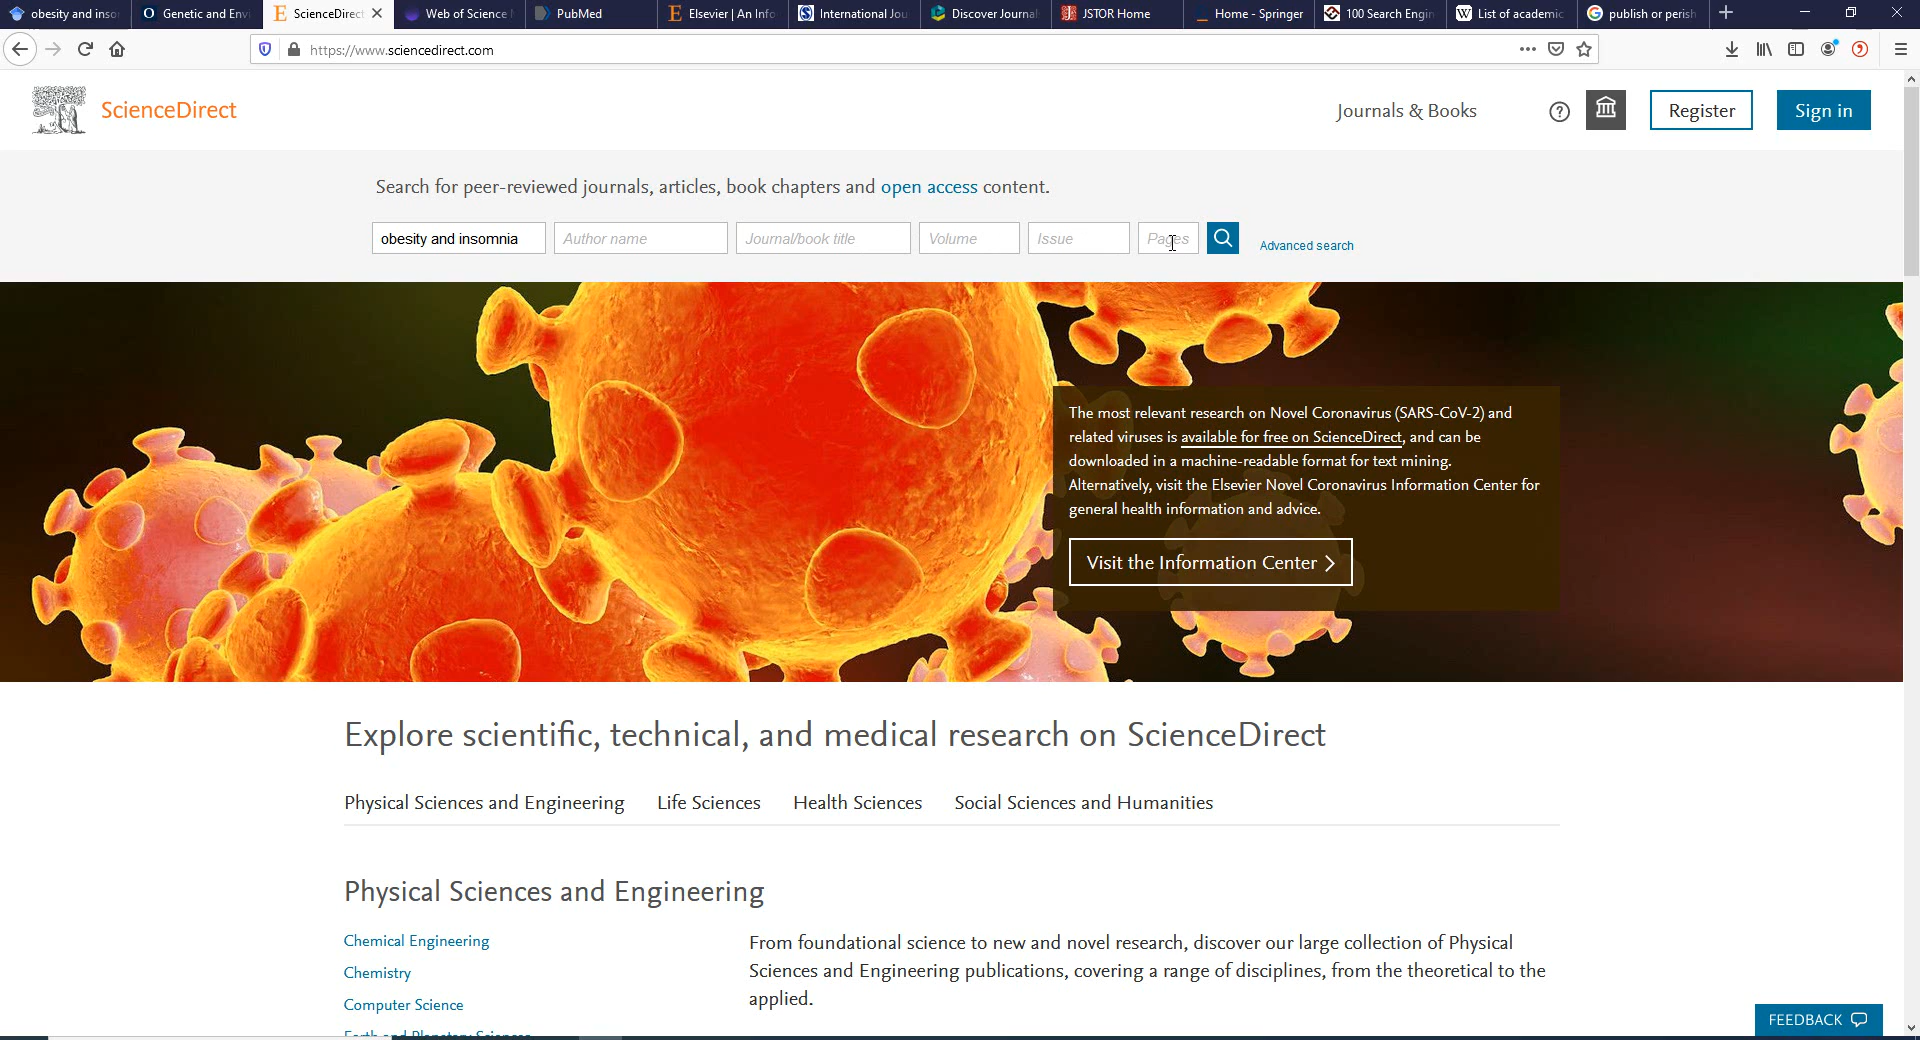 obesity and inso
Genetic and Envi
ScienceDirect
Web of Science
PubMed
Elsevier | An Info
International Jou
Discover Journal
JSTOR Home
Home - Springer
100 Search Engin
List of academic
publish or perish
https://www.sciencedirect.com
ScienceDirect
Journals & Books
Register
Sign in
Search for peer-reviewed journals, articles, book chapters and open access content.
obesity and insomnia
Author name
Journal/book title
Volume
Issue
Pages
Advanced search
The most relevant research on Novel Coronavirus (SARS-CoV-2) and
related viruses is available for free on ScienceDirect, and can be
downloaded in a machine-readable format for text mining.
Alternatively, visit the Elsevier Novel Coronavirus Information Center for
general health information and advice.
Visit the Information Center
Explore scientific, technical, and medical research on ScienceDirect
Physical Sciences and Engineering
Life Sciences
Health Sciences
Social Sciences and Humanities
Physical Sciences and Engineering
Chemical Engineering
Chemistry
Computer Science
Earth and Planetary Sciences
From foundational science to new and novel research, discover our large collection of Physical
Sciences and Engineering publications, covering a range of disciplines, from the theoretical to the
applied.
FEEDBACK